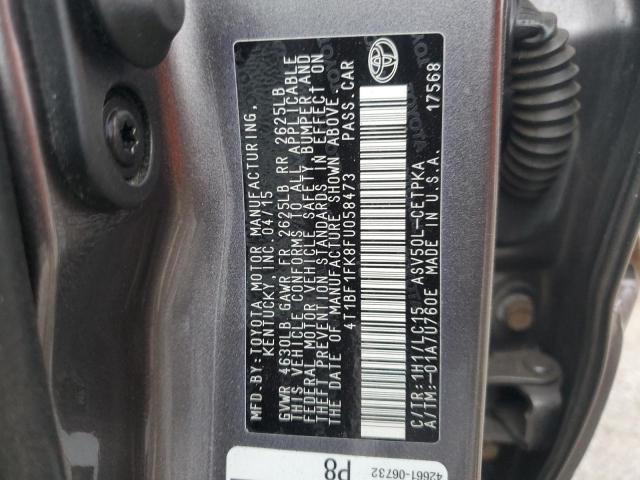 MFD.BY: TOYOTA MOTOR MANUFACTURING,
KENTUCKY, INC. 04/15
GVWR 4630LB GAWR FR 2625LB RR 2625LB
THIS VEHICLE CONFORMS TO ALL APPLICABLE
FEDERAL MOTOR VEHICLE SAFETY, BUMPER AND
THEFT PREVENTION STANDARDS IN EFFECT ON
THE DATE OF MANUFACTURE SHOWN ABOVE.
4T1BF1FK8FU058473 PASS.CAR
C/TR: 1H1/LC15 ASV50L-CETPKA
A/TM: -01A/U760E MADE IN U.S.A. 17568
42661-06732
P8